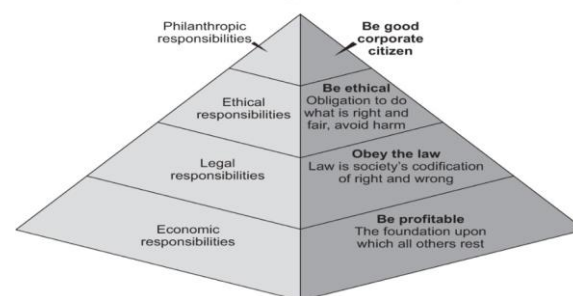 Philanthropic
responsibilities
Be good
corporate
citizen
Ethical
responsibilities
Be ethical
Obligation to do
what is right and
fair, avoid harm
Legal
responsibilities
Obey the law
Law is society's codification
of right and wrong
Economic
responsibilities
Be profitable
The foundation upon
which all others rest